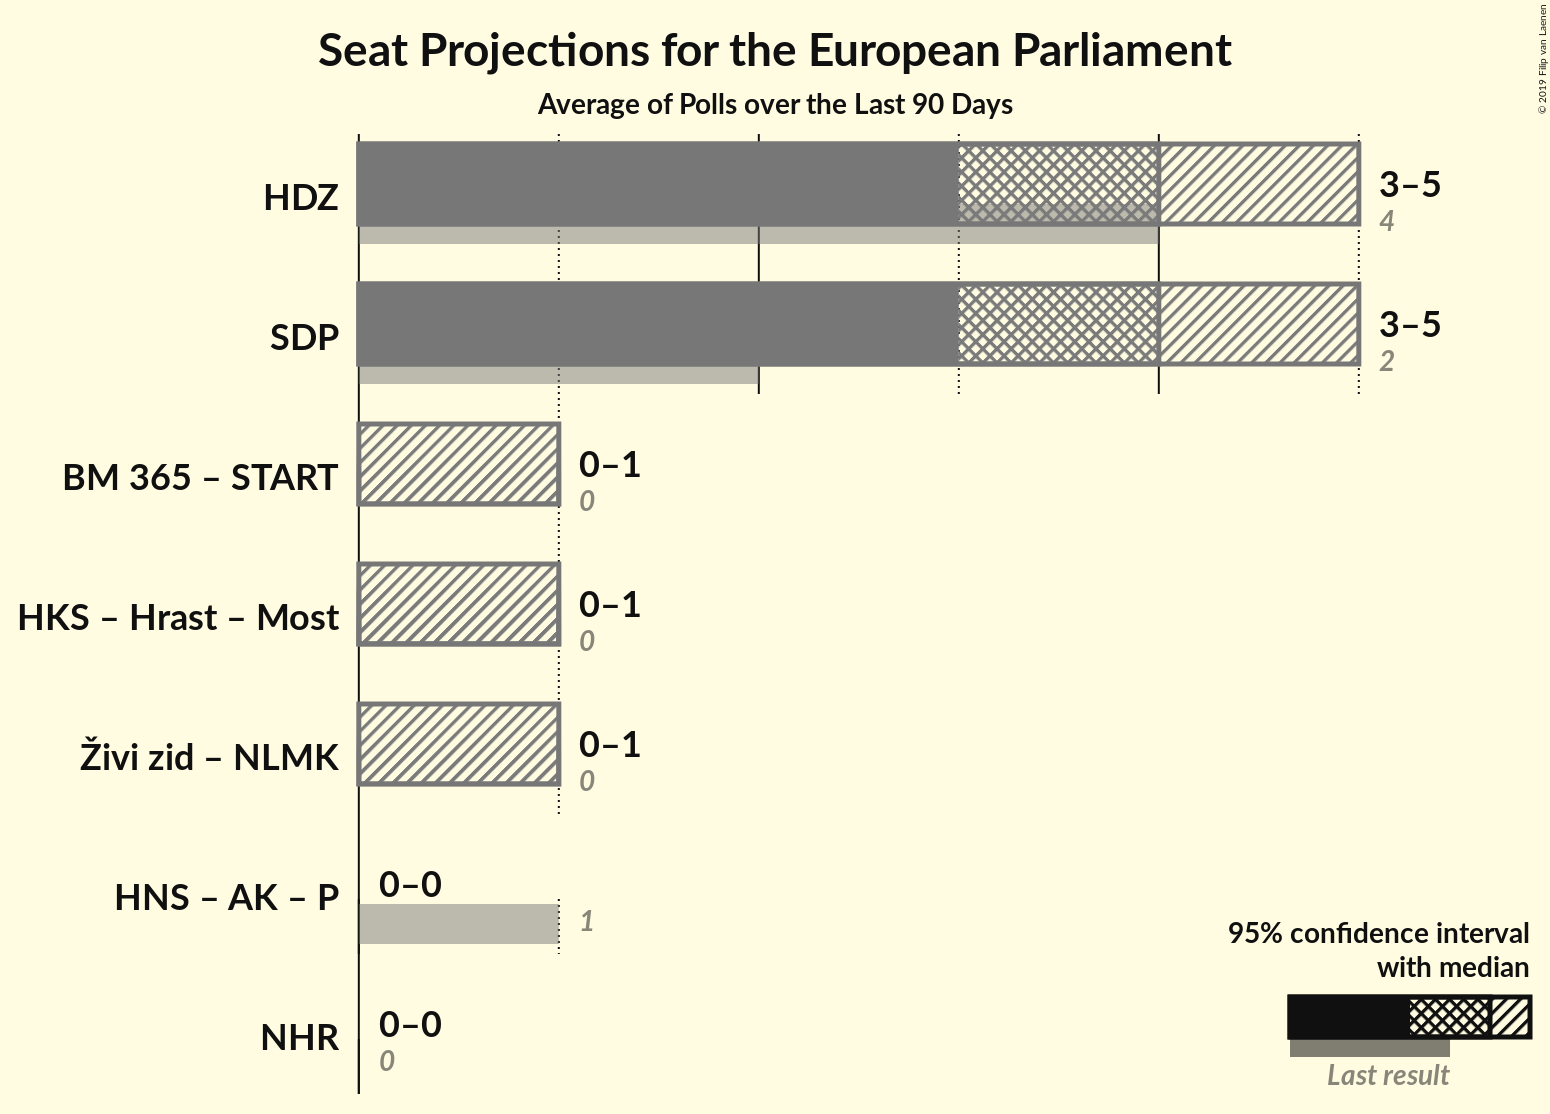 Seat Projections for the European Parliament
Average of Polls over the Last 90 Days
© 2019 Filip van Laenen
HDZ
3–5
4
SDP
3–5
2
BM 365 – START
0–1
0
HKS – Hrast – Most
0–1
0
Živi zid – NLMK
0–1
0
HNS – AK – P
0–0
1
NHR
0–0
0
95% confidence interval
with median
Last result